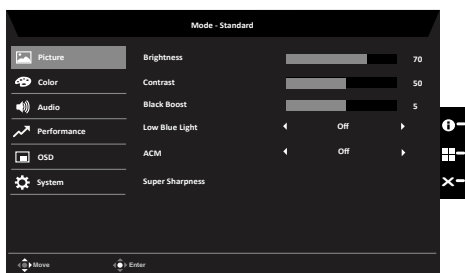 Mode - Standard
Picture
Color
Audio
Performance
OSD
System
Brightness 70
Contrast 50
Black Boost 5
Low Blue Light Off
ACM Off
Super Sharpness
Move
Enter